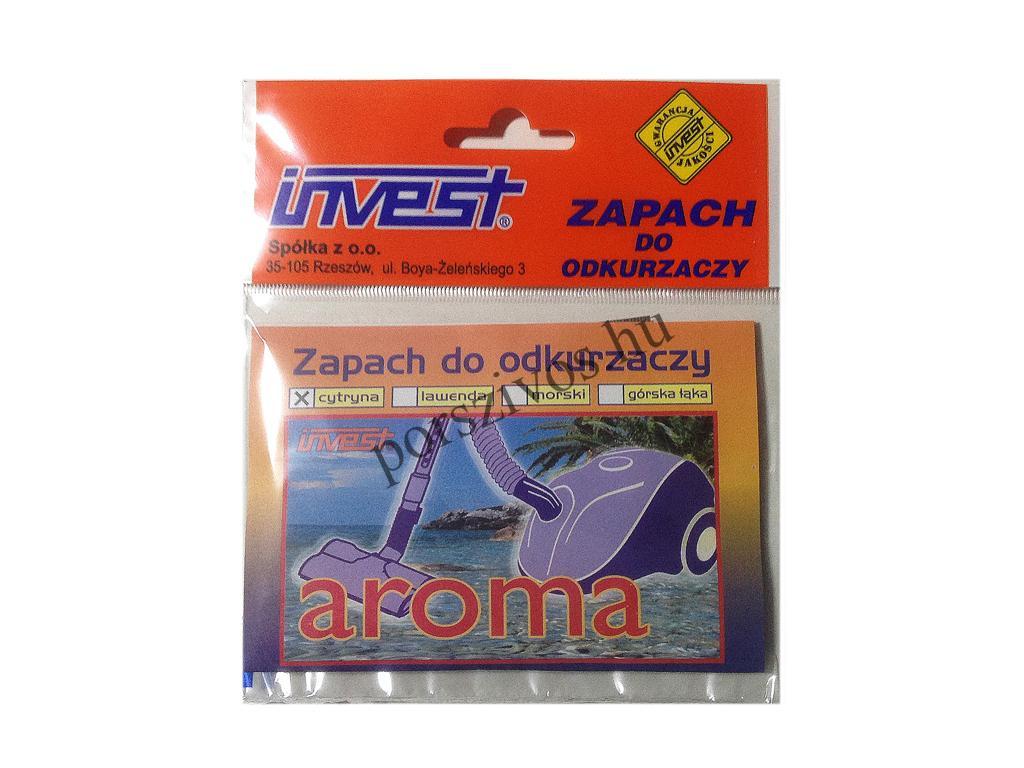 GWARANCJA
invest
JAKOŚCI
invest®
ZAPACH
DO
ODKURZACZY
Spółka z o.o.
35-105 Rzeszów, ul. Boya-Żeleńskiego 3
Zapach do odkurzaczy
X cytryna lawenda morski górska łąka
invest
aroma
porszivos.hu